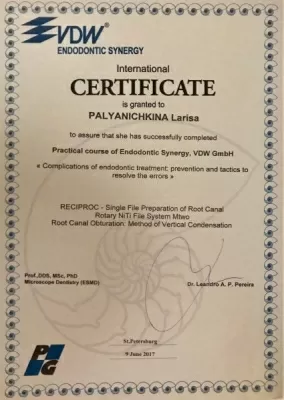 VDW®
ENDODONTIC SYNERGY
International
CERTIFICATE
is granted to
PALYANICHKINA Larisa
to assure that she has successfully completed
Practical course of Endodontic Synergy, VDW GmbH
« Complications of endodontic treatment: prevention and tactics to
resolve the errors »
RECIPROC - Single File Preparation of Root Canal
Rotary NiTi File System Mtwo
Root Canal Obturation: Method of Vertical Condensation
Prof.,DDS, MSc, PhD
Microscope Dentistry (ESMD)
Dr. Leandro A. P. Pereira
St.Petersburg
9 June 2017
PG